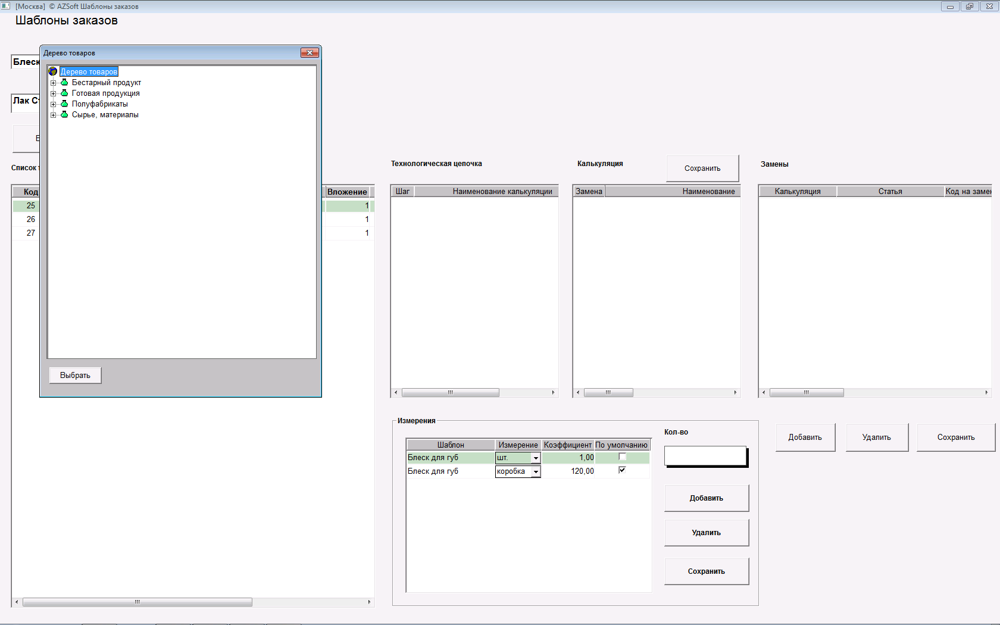 [Москва] © AZSoft Шаблоны заказов
Шаблоны заказов
Дерево товаров
Блеск
Дерево товаров
Бестарный продукт
Готовая продукция
Полуфабрикаты
Сырье, материалы
Лак
Выбрать
Список
Технологическая цепочка
Калькуляция
Сохранить
Замены
Код
Вложение
25 1
26 1
27 1
Шаг Наименование калькуляции
Замена Наименование
Калькуляция Статья Код на замен
Измерения
Шаблон Измерение Коэффициент По умолчанию
Блеск для губ шт. 1,00
Блеск для губ коробка 120,00
Кол-во
Добавить
Удалить
Сохранить
Добавить
Удалить
Сохранить